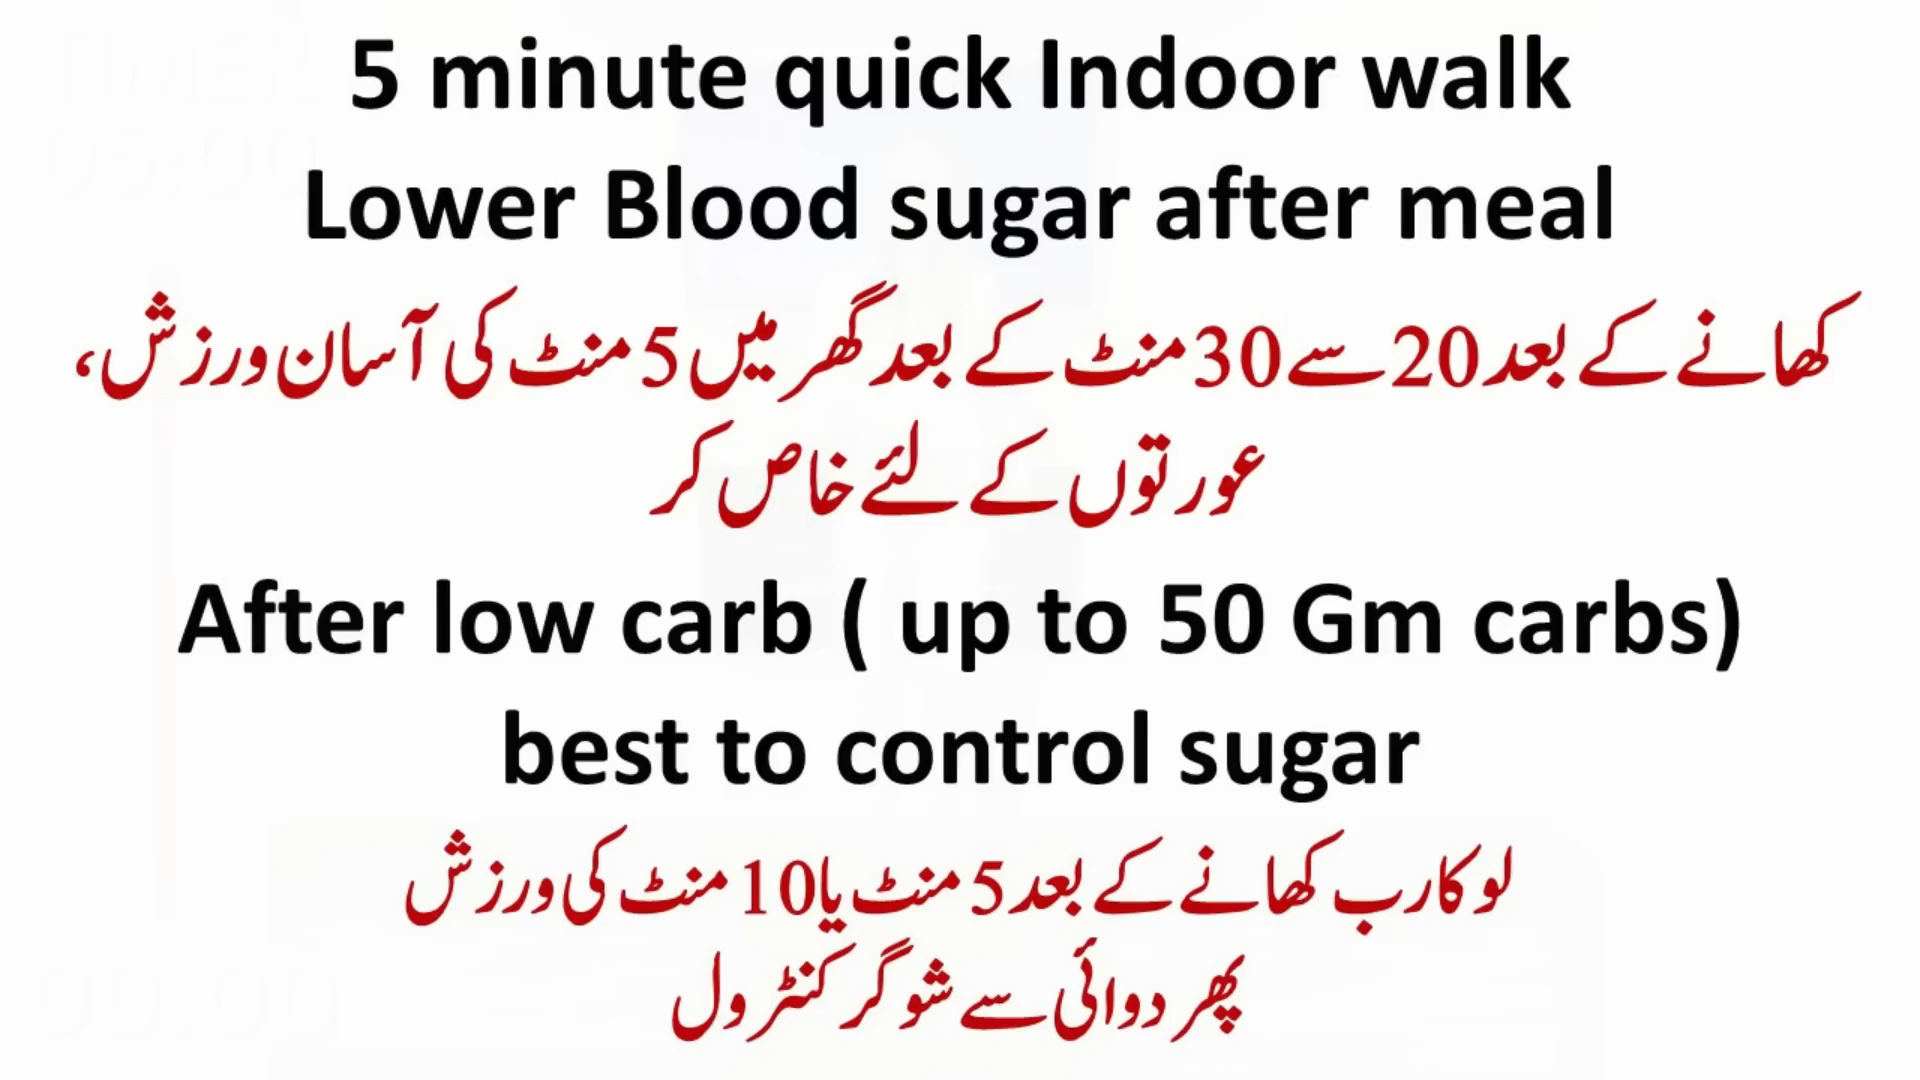 5 minute quick Indoor walk
Lower Blood sugar after meal
کھانے کے بعد 20 سے 30 منٹ کے بعد گھر میں 5 منٹ کی آسان ورزش،
عورتوں کے لئے خاص کر
After low carb ( up to 50 Gm carbs)
best to control sugar
لو کارب کھانے کے بعد 5 منٹ یا 10 منٹ کی ورزش
پھر دوائی سے شوگر کنٹرول